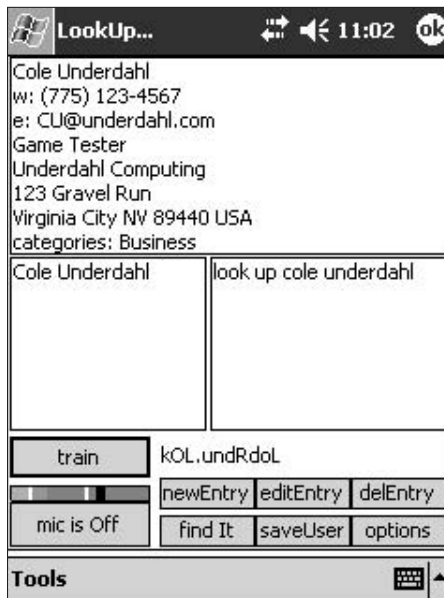 LookUp... 11:02 ok
Cole Underdahl
w: (775) 123-4567
e: CU@underdahl.com
Game Tester
Underdahl Computing
123 Gravel Run
Virginia City NV 89440 USA
categories: Business
Cole Underdahl
look up cole underdahl
train
kOL.undRdoL
newEntry editEntry delEntry
mic is Off
find It saveUser options
Tools